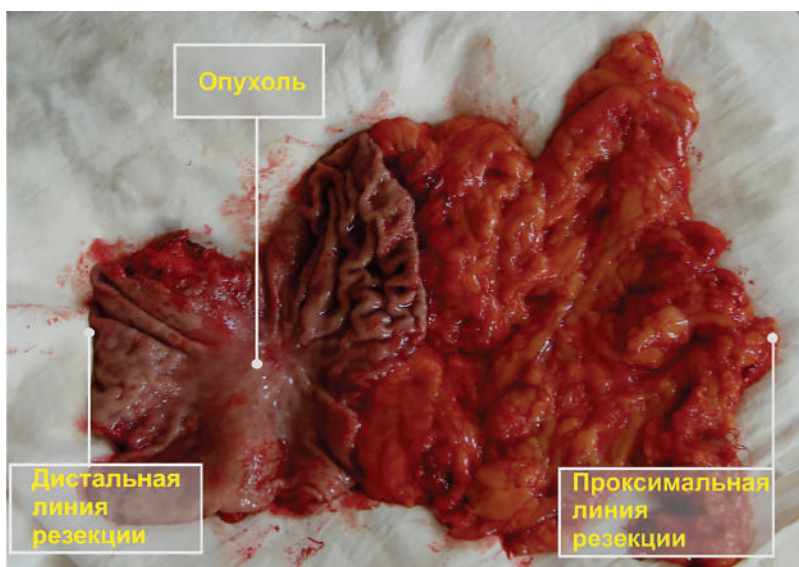 Опухоль
Дистальная
линия
резекции
Проксимальная
линия
резекции